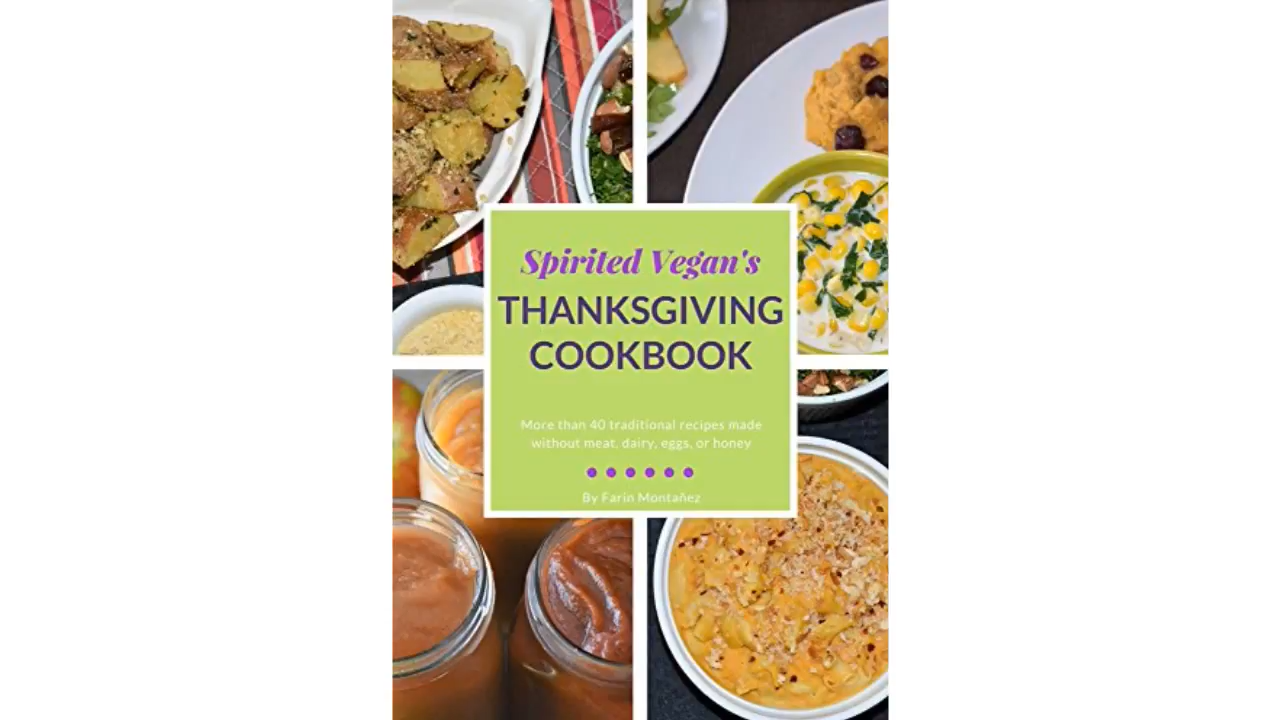 Spirited Vegan's
THANKSGIVING
COOKBOOK
More than 40 traditional recipes made
without meat, dairy, eggs, or honey
By Farin Montañez